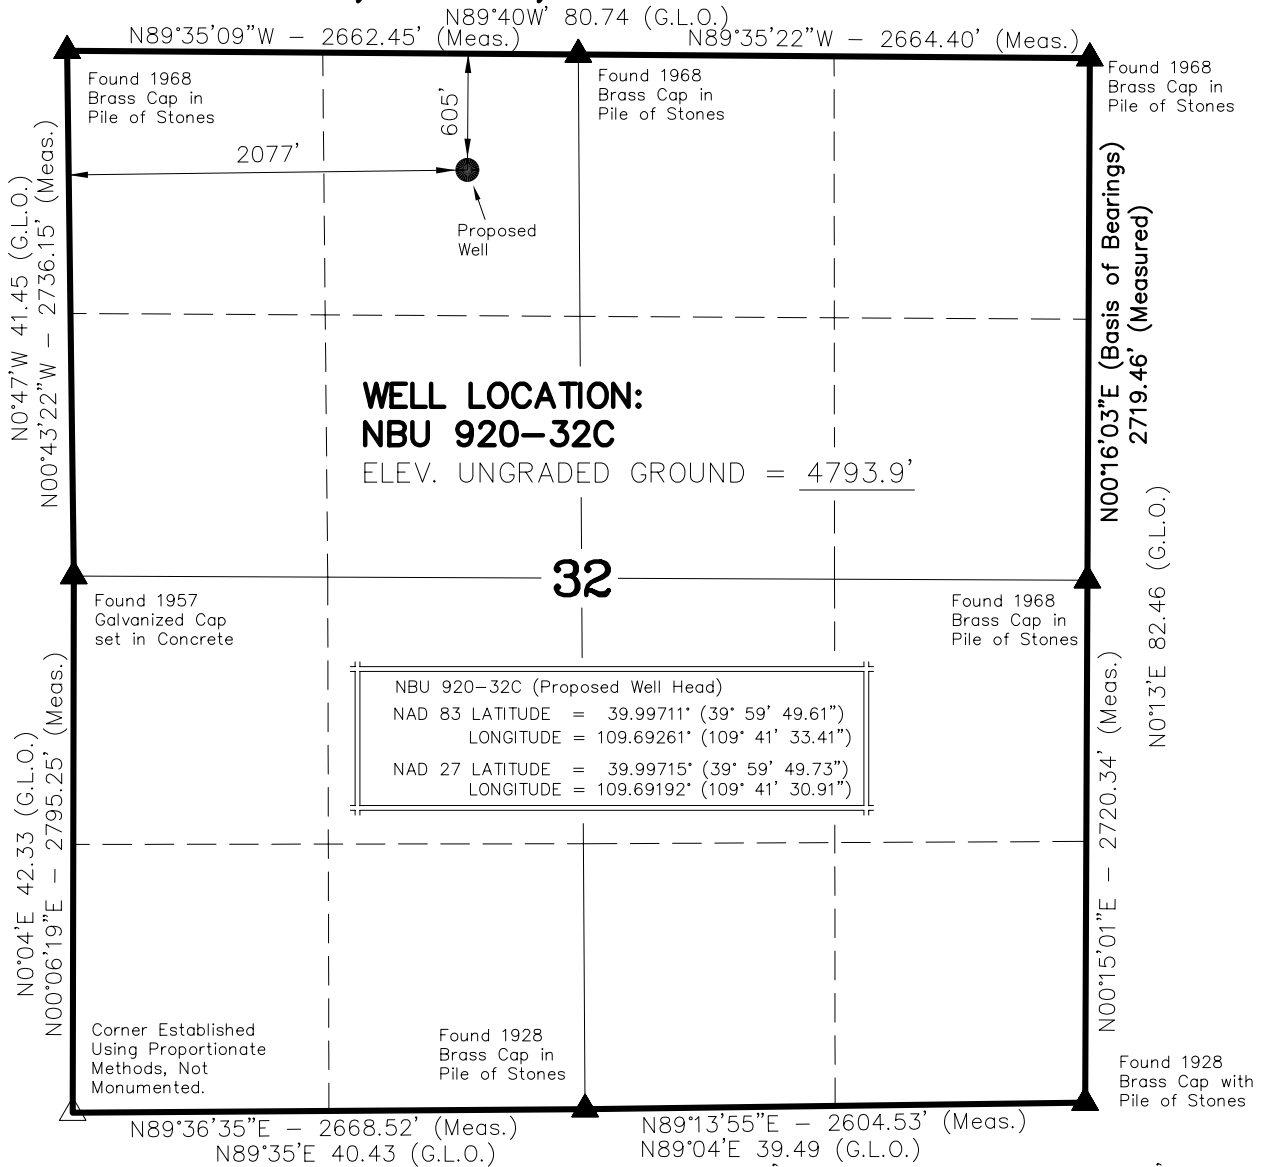 N89°40W' 80.74 (G.L.O.)
N89°35'09"W - 2662.45' (Meas.)
N89°35'22"W - 2664.40' (Meas.)
Found 1968
Brass Cap in
Pile of Stones
Found 1968
Brass Cap in
Pile of Stones
Found 1968
Brass Cap in
Pile of Stones
605'
2077'
Proposed
Well
N0°47'W 41.45 (G.L.O.)
N00°43'22"W - 2736.15' (Meas.)
N00°16'03"E (Basis of Bearings)
2719.46' (Measured)
N0°13'E 82.46 (G.L.O.)
WELL LOCATION:
NBU 920-32C
ELEV. UNGRADED GROUND = 4793.9'
32
Found 1957
Galvanized Cap
set in Concrete
Found 1968
Brass Cap in
Pile of Stones
NBU 920-32C (Proposed Well Head)
NAD 83 LATITUDE = 39.99711° (39° 59' 49.61")
LONGITUDE = 109.69261° (109° 41' 33.41")
NAD 27 LATITUDE = 39.99715° (39° 59' 49.73")
LONGITUDE = 109.69192° (109° 41' 30.91")
N0°04'E 42.33 (G.L.O.)
N00°06'19"E - 2795.25' (Meas.)
N00°15'01"E - 2720.34' (Meas.)
Corner Established
Using Proportionate
Methods, Not
Monumented.
Found 1928
Brass Cap in
Pile of Stones
Found 1928
Brass Cap with
Pile of Stones
N89°36'35"E - 2668.52' (Meas.)
N89°35'E 40.43 (G.L.O.)
N89°13'55"E - 2604.53' (Meas.)
N89°04'E 39.49 (G.L.O.)